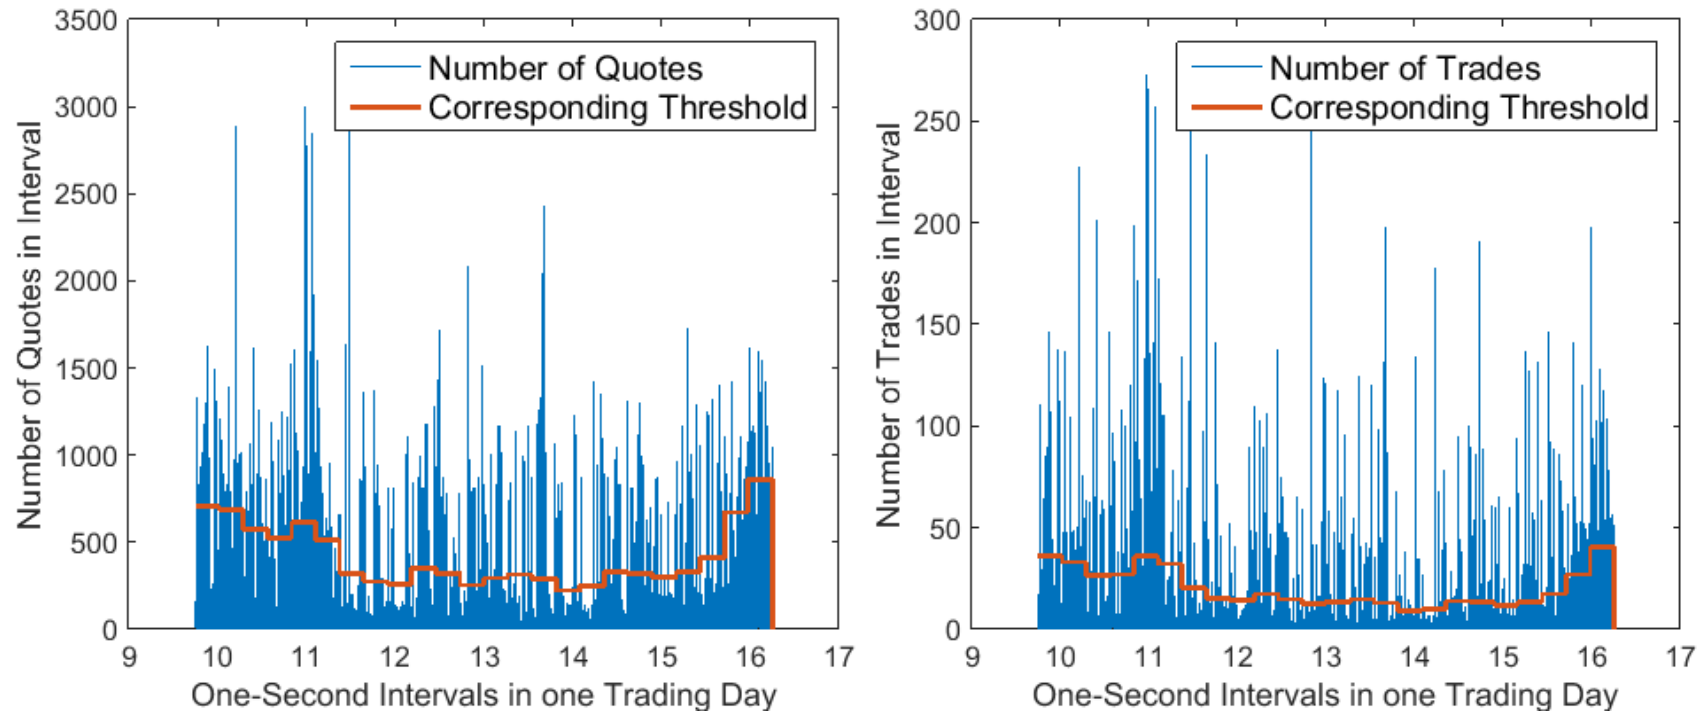 3500
3000
2500
2000
1500
1000
500
0
Number of Quotes in Interval
Number of Quotes
Corresponding Threshold
9 10 11 12 13 14 15 16 17
One-Second Intervals in one Trading Day
300
250
200
150
100
50
0
Number of Trades in Interval
Number of Trades
Corresponding Threshold
9 10 11 12 13 14 15 16 17
One-Second Intervals in one Trading Day